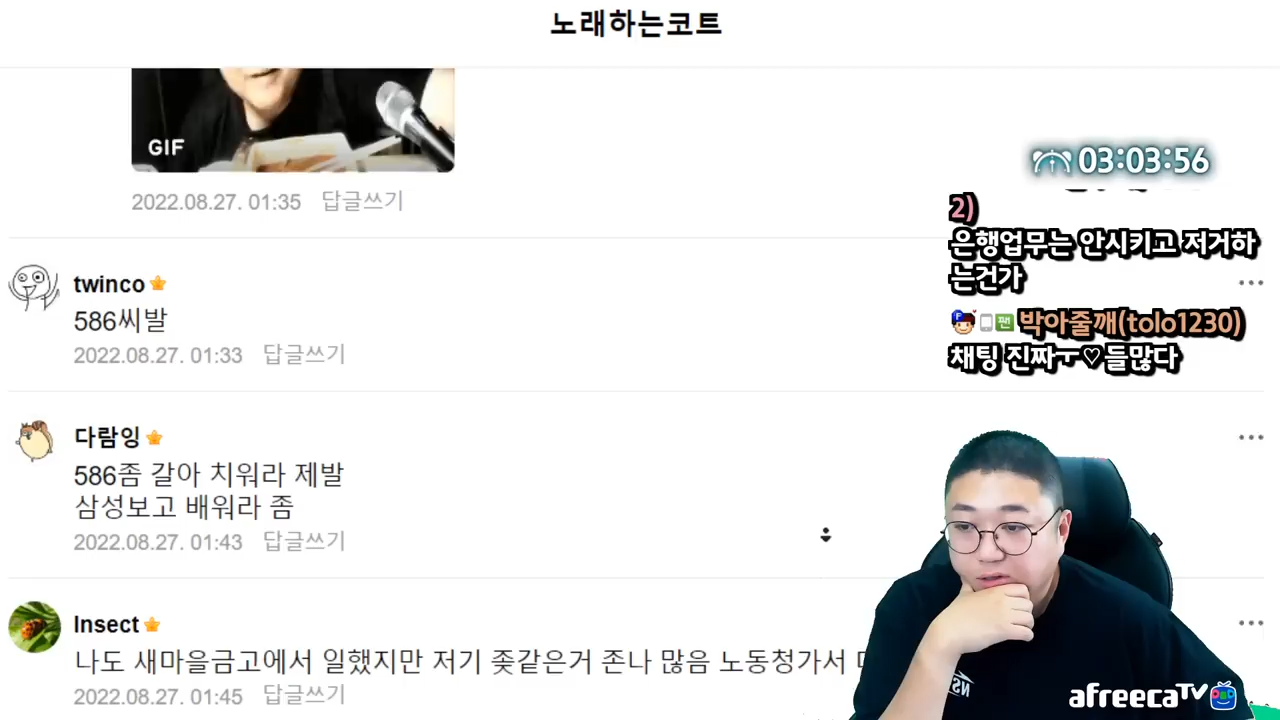 노래하는코트
GIF
2022.08.27. 01:35 답글쓰기
twinco
586씨발
2022.08.27. 01:33 답글쓰기
다람잉
586좀 갈아 치워라 제발
삼성보고 배워라 좀
2022.08.27. 01:43 답글쓰기
Insect
나도 새마을금고에서 일했지만 저기 좆같은거 존나 많음 노동청가서
2022.08.27. 01:45 답글쓰기
03:03:56
2)
은행업무는 안시키고 저거하
는건가
팬 박아줄깨(tolo1230)
채팅 진짜ㅜ♡들많다
afreecaTV